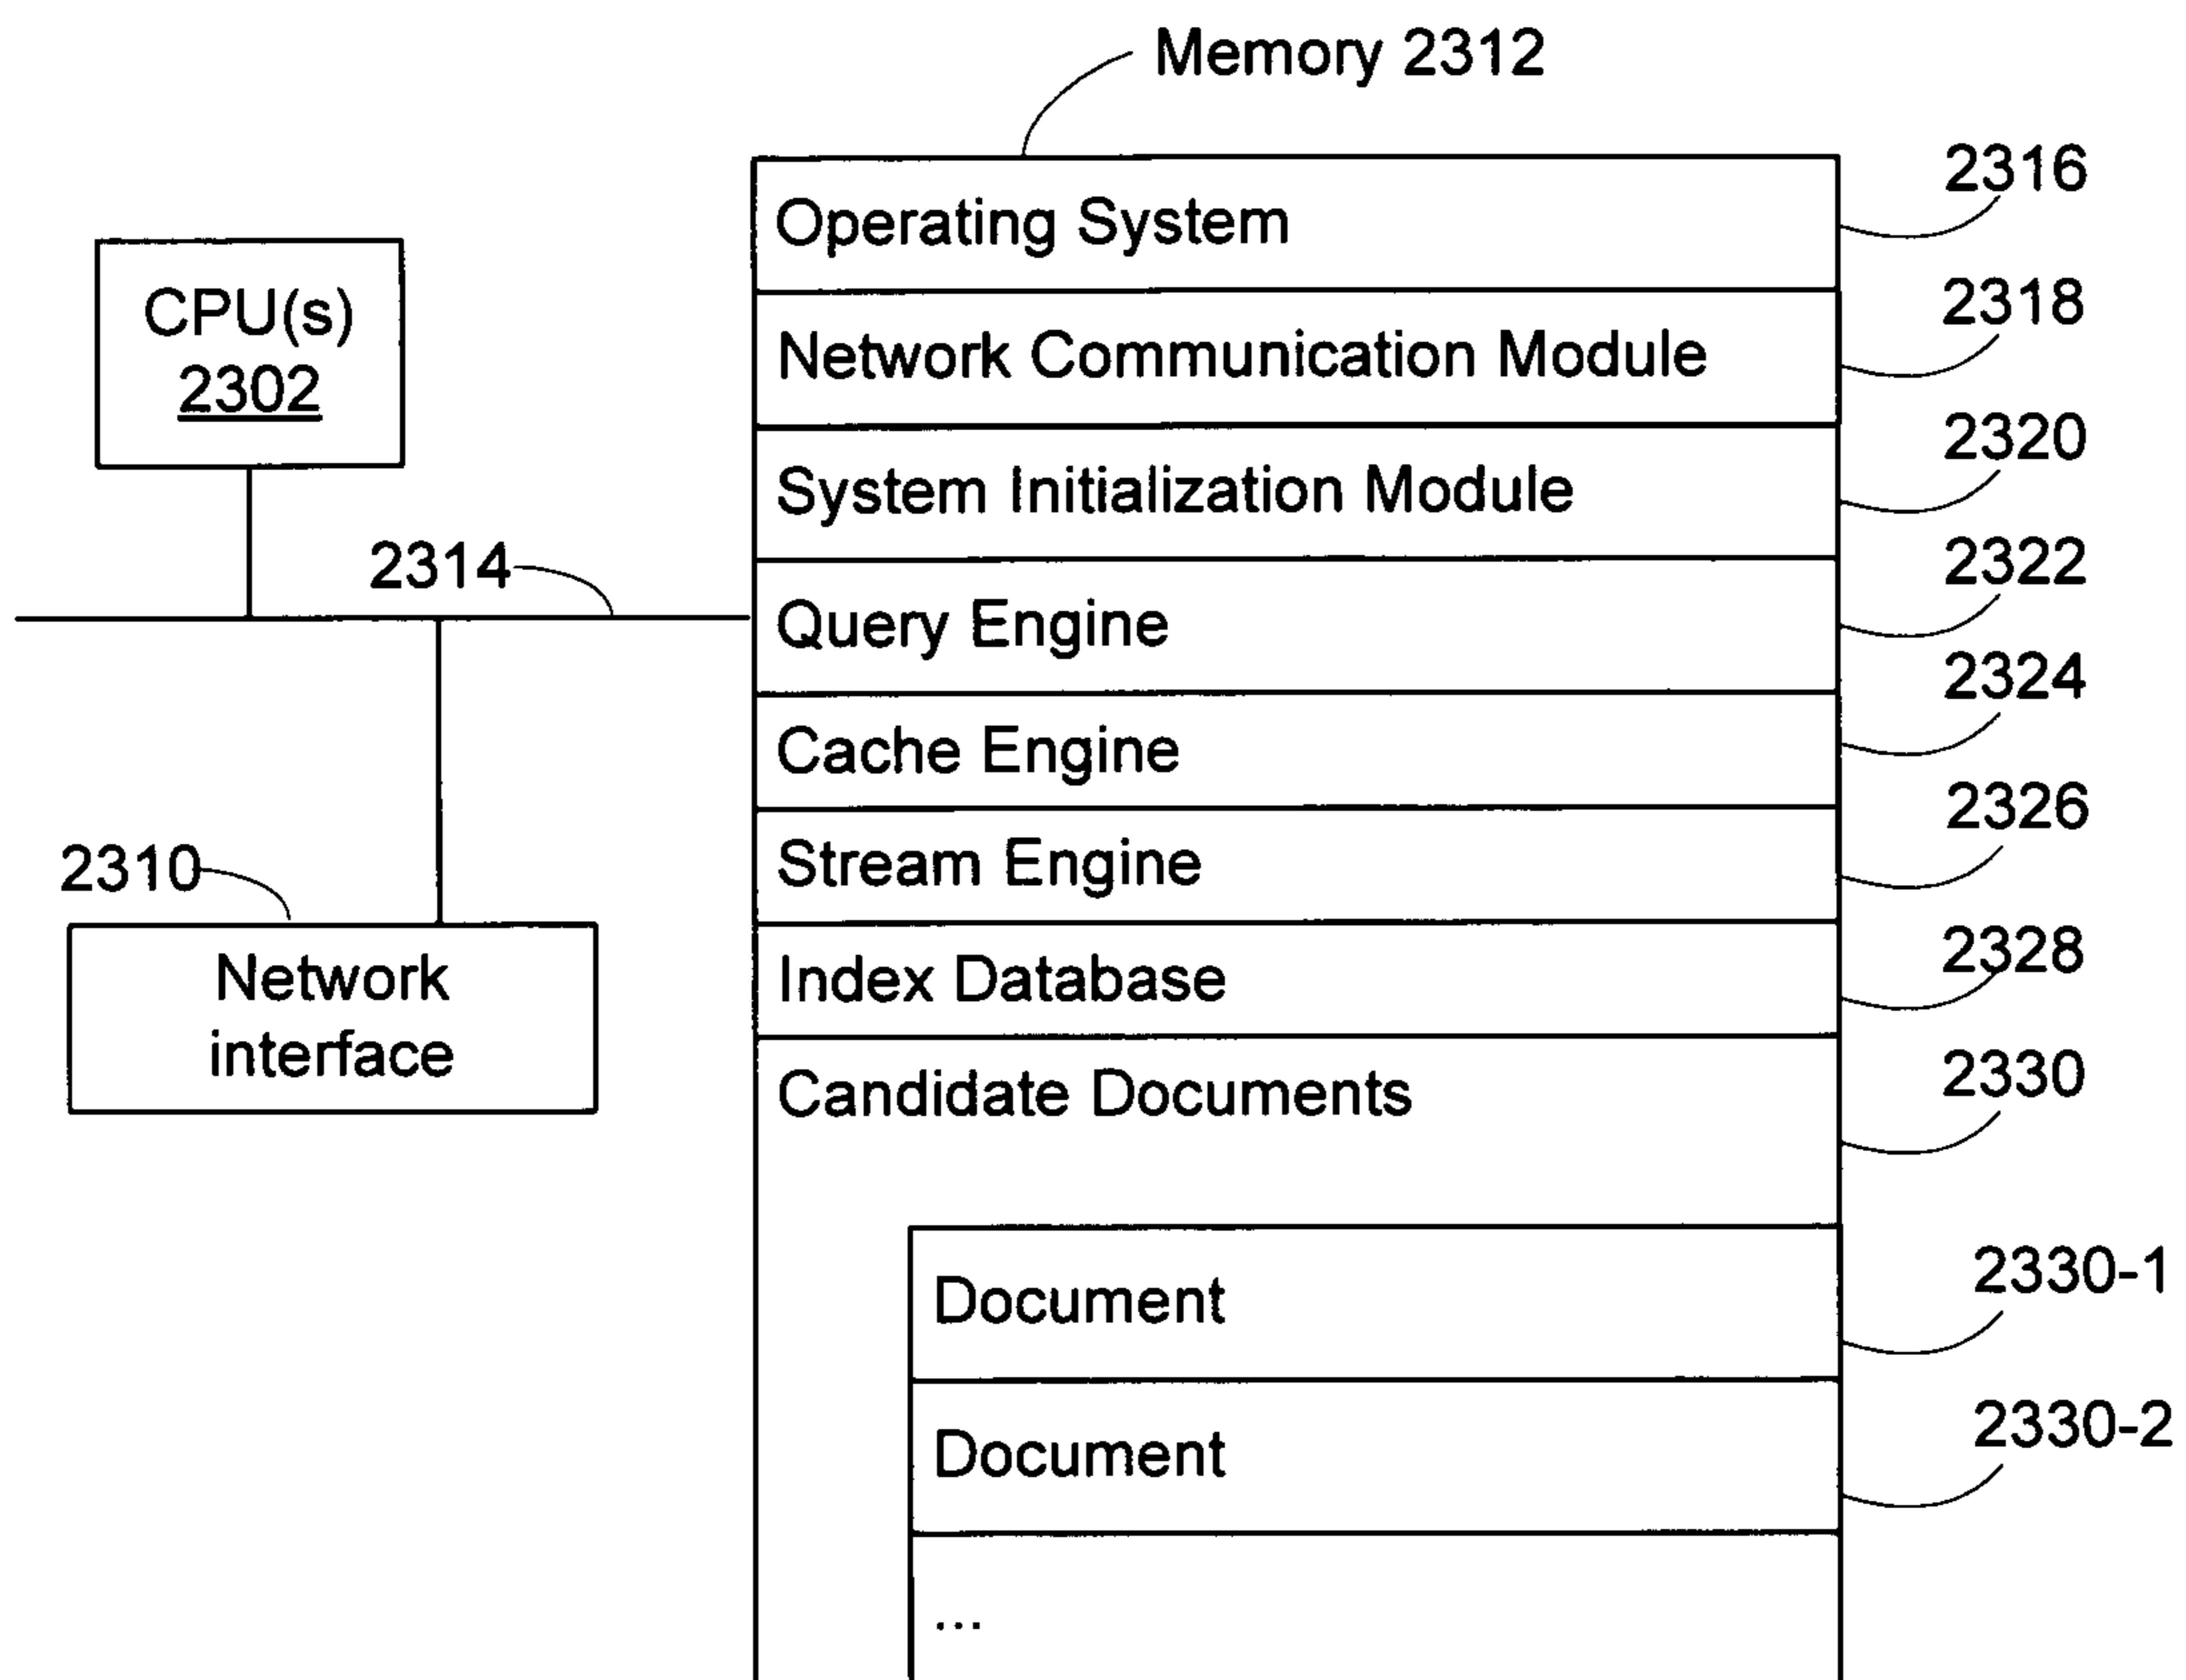 Memory 2312
Operating System
2316
CPU(s)
2302
Network Communication Module
2318
System Initialization Module
2320
2314
Query Engine
2322
Cache Engine
2324
Stream Engine
2326
2310
Network
interface
Index Database
2328
Candidate Documents
2330
Document
2330-1
Document
2330-2
...